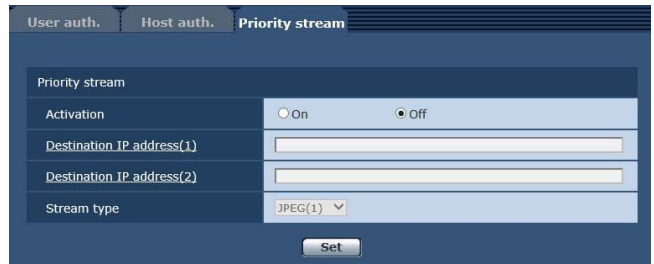 User auth. Host auth. Priority stream
Priority stream
Activation On Off
Destination IP address(1)
Destination IP address(2)
Stream type JPEG(1)
Set